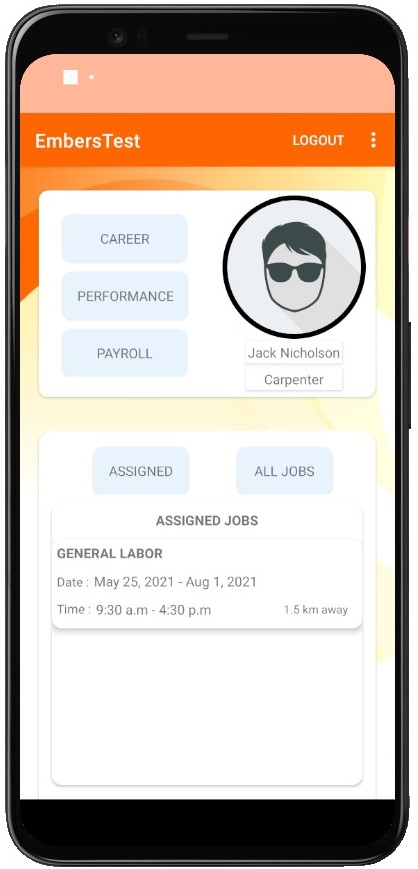 EmbersTest LOGOUT
CAREER
PERFORMANCE
PAYROLL
Jack Nicholson
Carpenter
ASSIGNED ALL JOBS
ASSIGNED JOBS
GENERAL LABOR
Date : May 25, 2021 - Aug 1, 2021
Time : 9:30 a.m - 4:30 p.m 1.5 km away